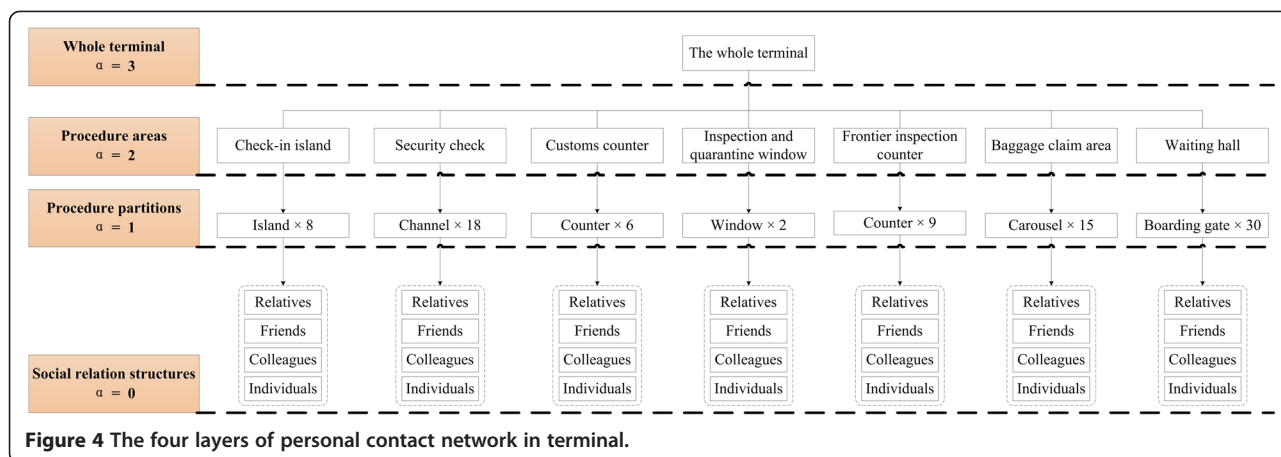 Whole terminal
α = 3
The whole terminal
Procedure areas
α = 2
Check-in island
Security check
Customs counter
Inspection and
quarantine window
Frontier inspection
counter
Baggage claim area
Waiting hall
Procedure partitions
α = 1
Island × 8
Channel × 18
Counter × 6
Window × 2
Counter × 9
Carousel × 15
Boarding gate × 30
Social relation structures
α = 0
Relatives
Friends
Colleagues
Individuals
Relatives
Friends
Colleagues
Individuals
Relatives
Friends
Colleagues
Individuals
Relatives
Friends
Colleagues
Individuals
Relatives
Friends
Colleagues
Individuals
Relatives
Friends
Colleagues
Individuals
Relatives
Friends
Colleagues
Individuals
Figure 4 The four layers of personal contact network in terminal.